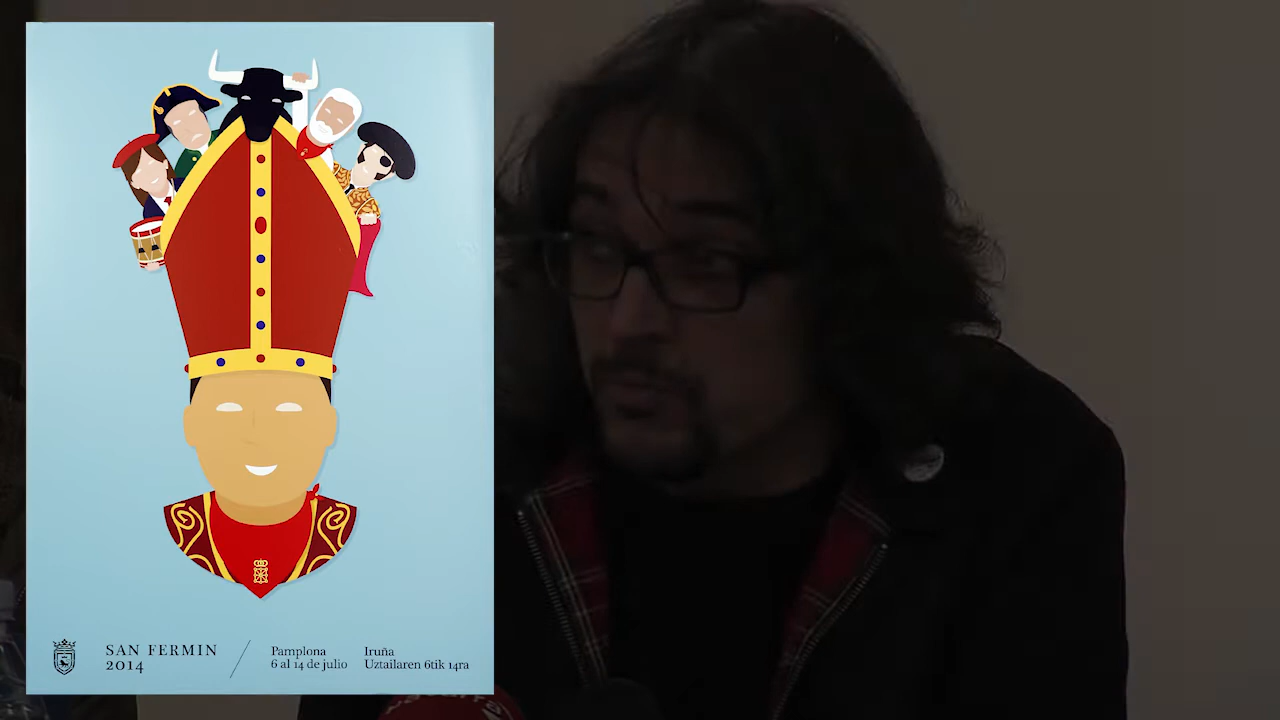 SAN FERMIN
2014
Pamplona
6 al 14 de julio
Iruña
Uztailaren 6tik 14ra